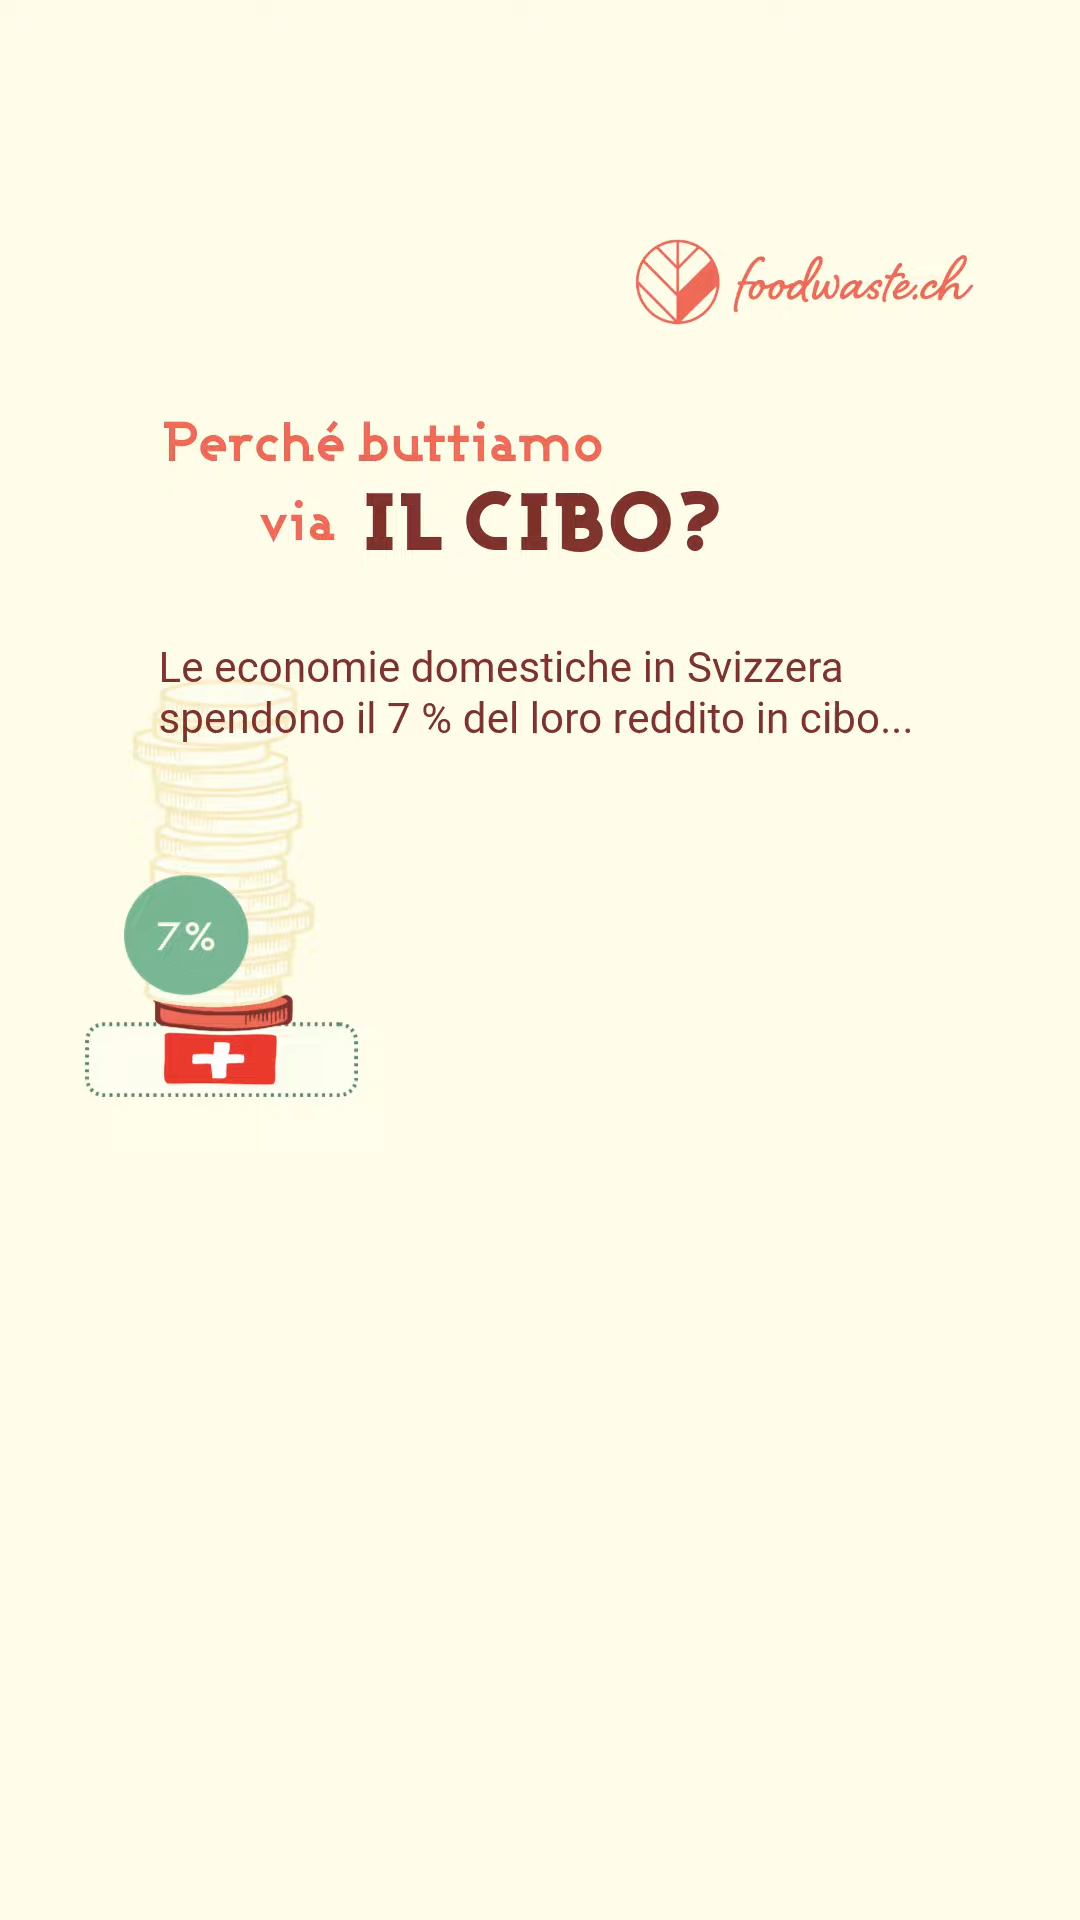 foodwaste.ch
Perché buttiamo
via IL CIBO?
Le economie domestiche in Svizzera
spendono il 7 % del loro reddito in cibo...
7%